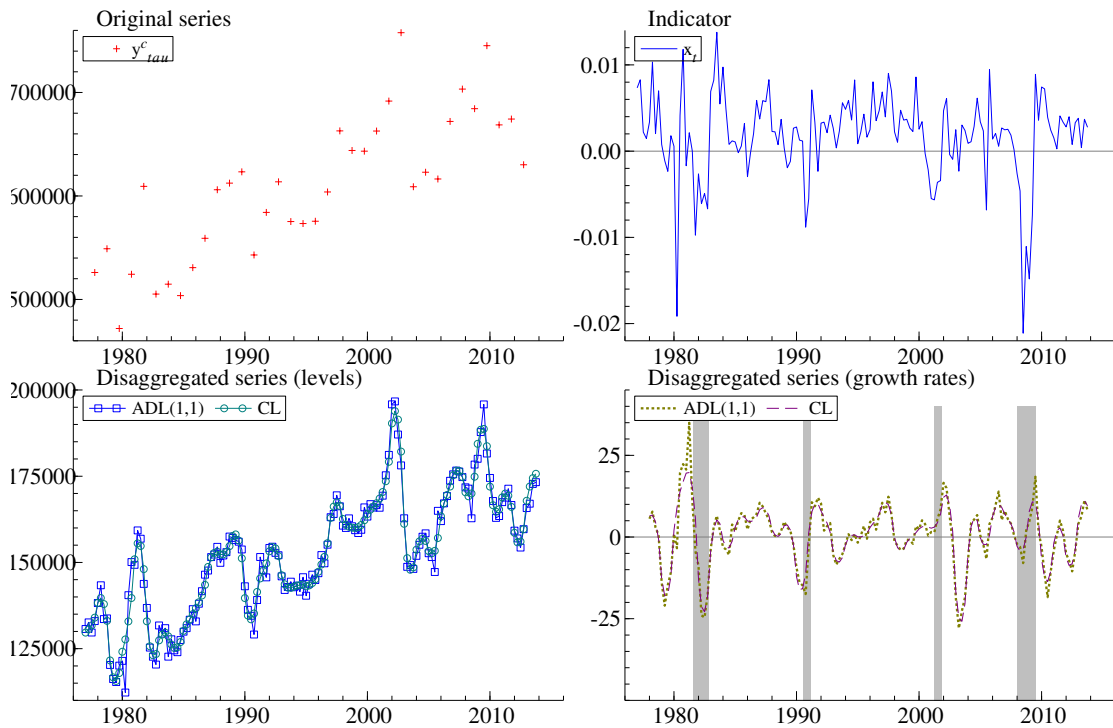 Original series
y^c_tau
700000
600000
500000
1980 1990 2000 2010
Indicator
x_t
0.01
0.00
-0.01
-0.02
1980 1990 2000 2010
Disaggregated series (levels)
ADL(1,1) CL
200000
175000
150000
125000
1980 1990 2000 2010
Disaggregated series (growth rates)
ADL(1,1) CL
25
0
-25
1980 1990 2000 2010